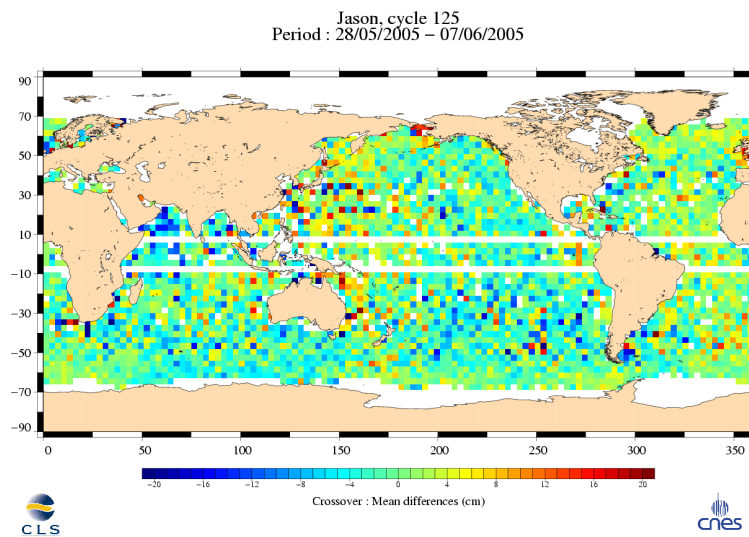 Jason, cycle 125
Period : 28/05/2005 − 07/06/2005
90
70
50
30
10
−10
−30
−50
−70
−90
0 50 100 150 200 250 300 350
−20 −16 −12 −8 −4 0 4 8 12 16 20
Crossover : Mean differences (cm)
CLS
cnes